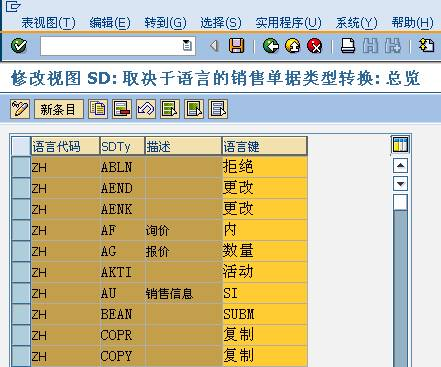 表视图(T) 编辑(E) 转到(G) 选择(S) 实用程序(U) 系统(Y) 帮助(H)
修改视图 SD: 取决于语言的销售单据类型转换: 总览
新条目
语言代码 SDTy 描述 语言键
ZH ABLN 拒绝
ZH AEND 更改
ZH AENK 更改
ZH AF 询价 内
ZH AG 报价 数量
ZH AKTI 活动
ZH AU 销售信息 SI
ZH BEAN SUBM
ZH COPR 复制
ZH COPY 复制